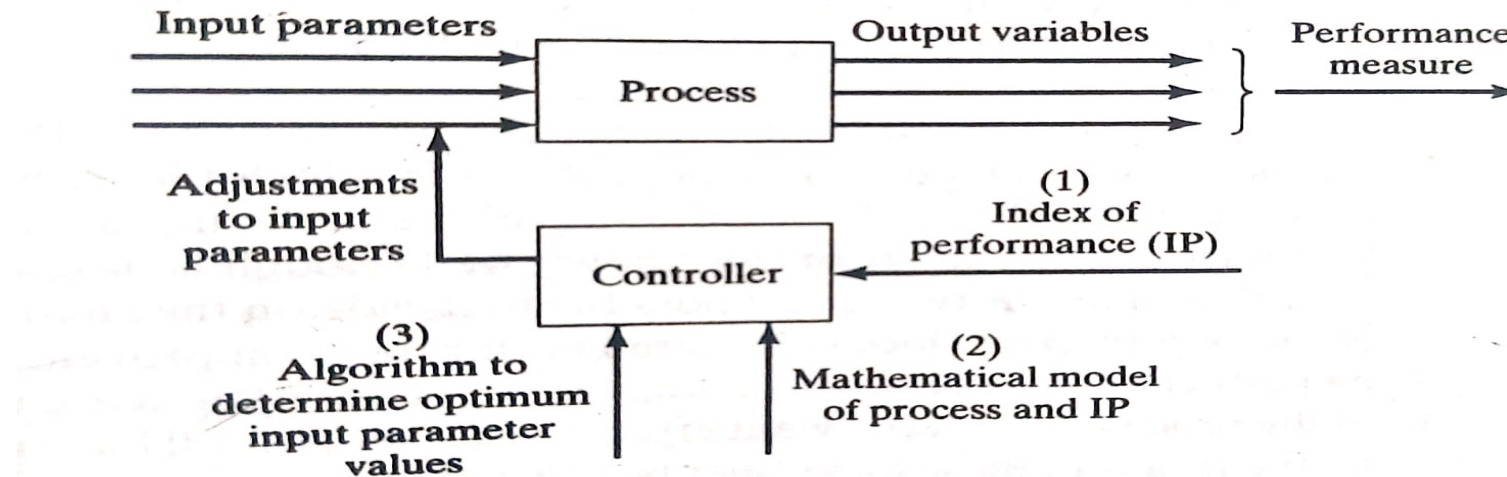 Input parameters
Process
Output variables
Performance
measure
Adjustments
to input
parameters
Controller
(1)
Index of
performance (IP)
(3)
Algorithm to
determine optimum
input parameter
values
(2)
Mathematical model
of process and IP